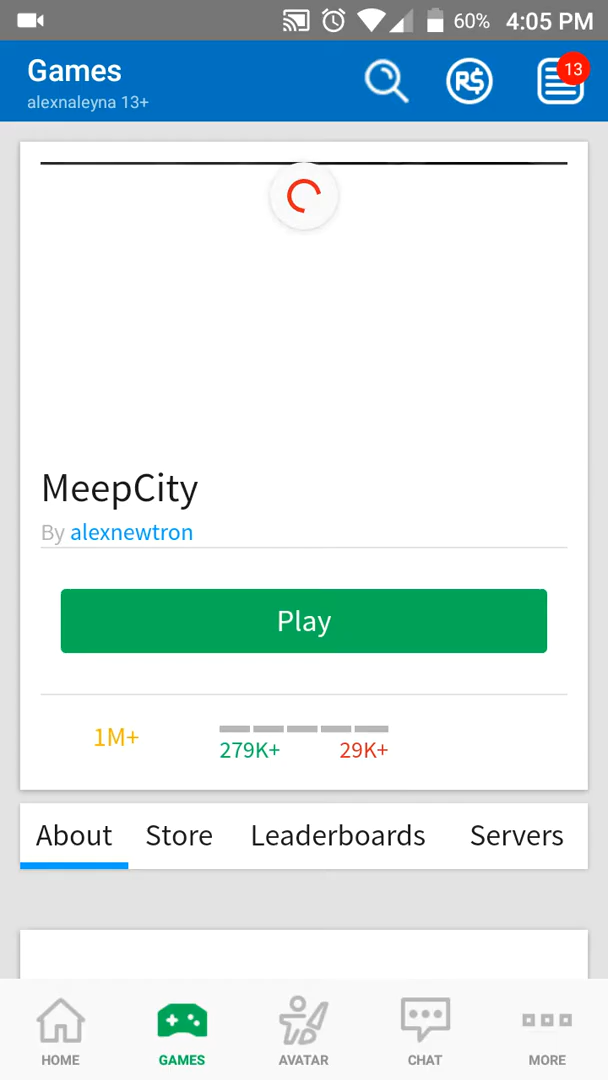 60% 4:05 PM
Games
alexnaleyna 13+
R$
13
MeepCity
By alexnewtron
Play
1M+
279K+ 29K+
About Store Leaderboards Servers
HOME GAMES AVATAR CHAT MORE